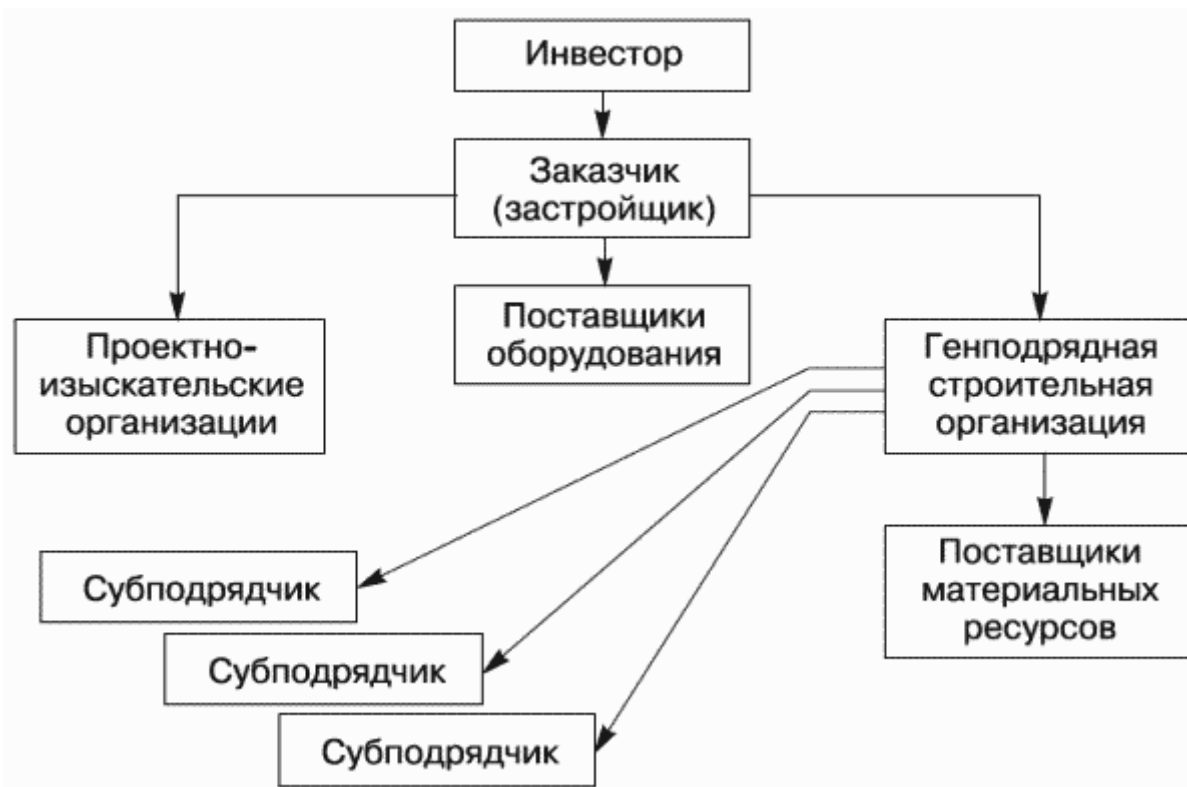 Инвестор
Заказчик
(застройщик)
Поставщики
оборудования
Проектно-
изыскательские
организации
Генподрядная
строительная
организация
Поставщики
материальных
ресурсов
Субподрядчик
Субподрядчик
Субподрядчик